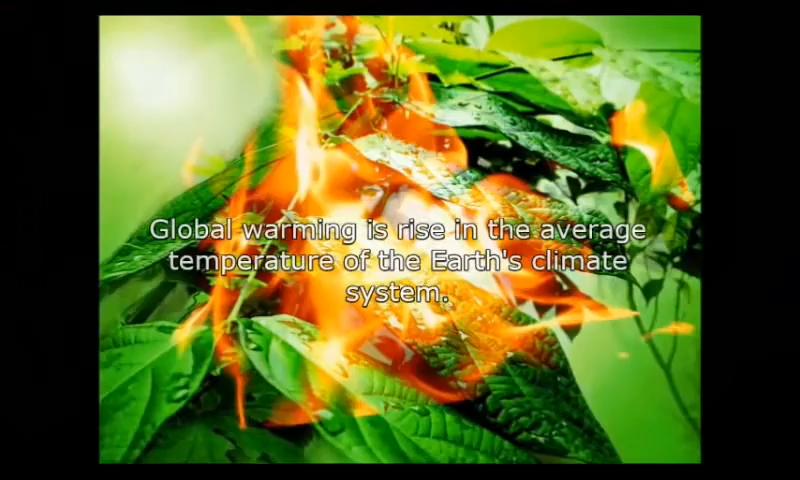 Global warming is rise in the average
temperature of the Earth's climate
system.